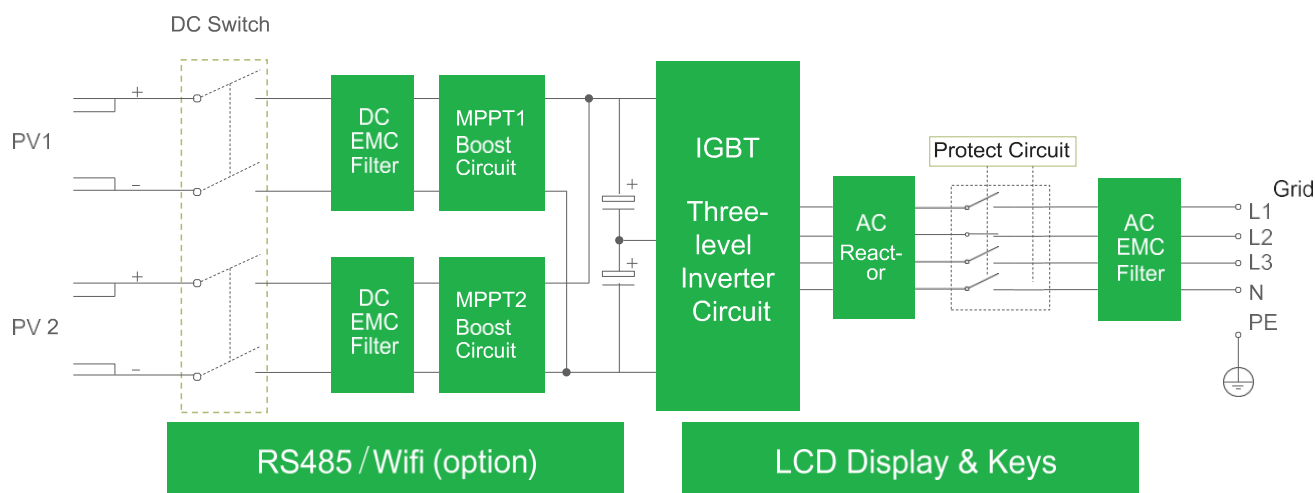 DC Switch
+
PV1
−
+
PV 2
−
DC
EMC
Filter
MPPT1
Boost
Circuit
DC
EMC
Filter
MPPT2
Boost
Circuit
+
+
IGBT
Three-
level
Inverter
Circuit
AC
React-
or
Protect Circuit
AC
EMC
Filter
Grid
L1
L2
L3
N
PE
RS485 / Wifi (option)
LCD Display & Keys